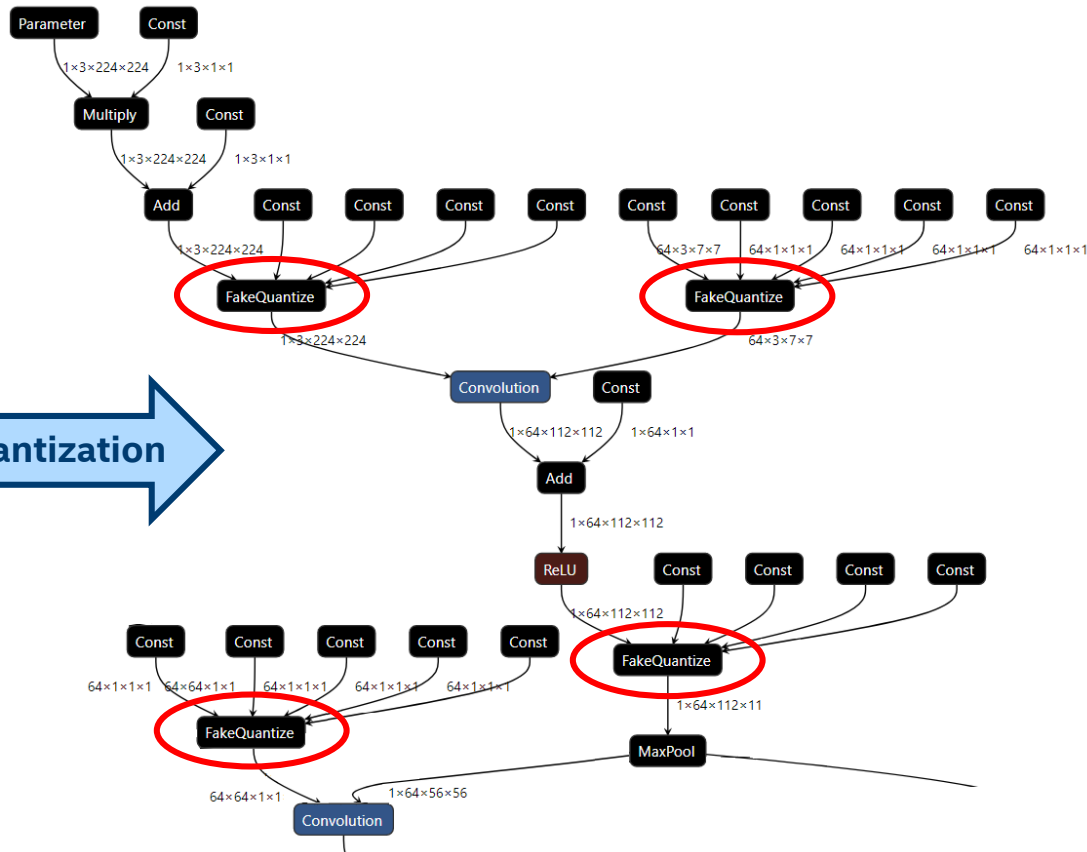 Parameter Const
1×3×224×224 1×3×1×1
Multiply Const
1×3×224×224 1×3×1×1
Add Const Const Const Const Const Const Const Const Const
1×3×224×224 64×3×7×7 64×1×1×1 64×1×1×1 64×1×1×1 64×1×1×1
FakeQuantize FakeQuantize
1×3×224×224 64×3×7×7
Convolution Const
1×64×112×112 1×64×1×1
antization
Add
1×64×112×112
ReLU Const Const Const Const
1×64×112×112
Const Const Const Const Const
FakeQuantize
64×1×1×1 64×64×1×1 64×1×1×1 64×1×1×1 64×1×1×1
1×64×112×11
FakeQuantize
MaxPool
64×64×1×1 1×64×56×56
Convolution